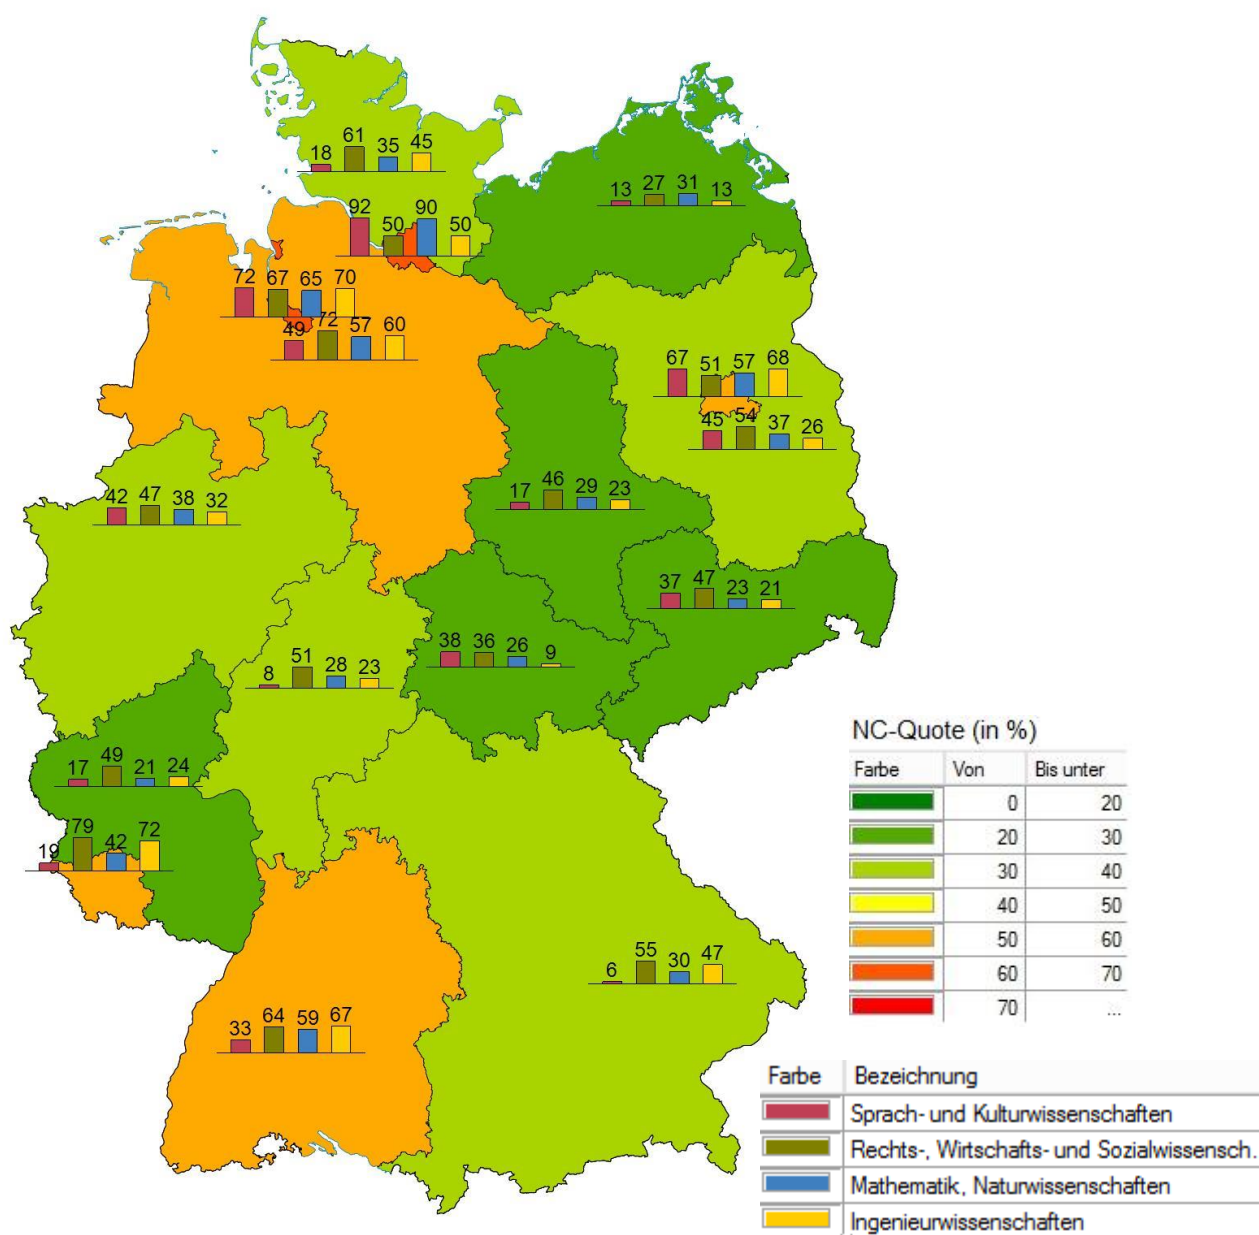 18 61 35 45
13 27 31 13
92 50 90 50
72 67 65 70
49 72 57 60
67 51 57 68
45 54 37 26
42 47 38 32
17 46 29 23
37 47 23 21
38 36 26 9
8 51 28 23
17 49 21 24
19 79 42 72
6 55 30 47
33 64 59 67
NC-Quote (in %)
Farbe Von Bis unter
0 20
20 30
30 40
40 50
50 60
60 70
70 ...
Farbe Bezeichnung
Sprach- und Kulturwissenschaften
Rechts-, Wirtschafts- und Sozialwissensch.
Mathematik, Naturwissenschaften
Ingenieurwissenschaften